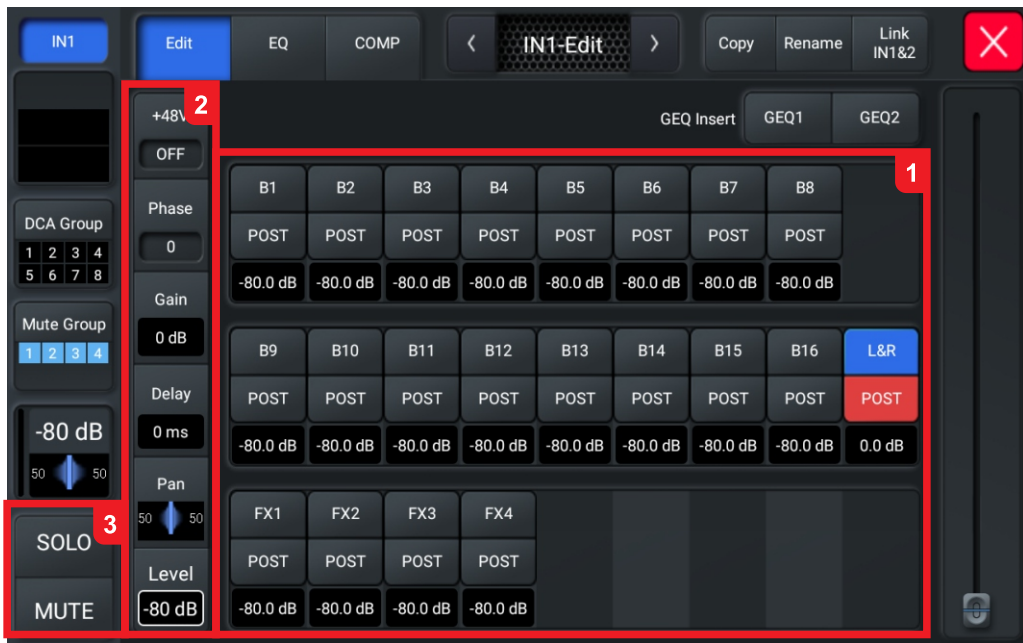 IN1
Edit EQ COMP
IN1-Edit
Copy Rename Link
IN1&2
+48V 2
OFF
GEQ Insert GEQ1 GEQ2
1
DCA Group
1 2 3 4
5 6 7 8
Mute Group
1 2 3 4
-80 dB
50 50
3
SOLO
MUTE
Phase
0
Gain
0 dB
Delay
0 ms
Pan
50 50
Level
-80 dB
B1 B2 B3 B4 B5 B6 B7 B8
POST POST POST POST POST POST POST POST
-80.0 dB -80.0 dB -80.0 dB -80.0 dB -80.0 dB -80.0 dB -80.0 dB -80.0 dB
B9 B10 B11 B12 B13 B14 B15 B16 L&R
POST POST POST POST POST POST POST POST POST
-80.0 dB -80.0 dB -80.0 dB -80.0 dB -80.0 dB -80.0 dB -80.0 dB -80.0 dB 0.0 dB
FX1 FX2 FX3 FX4
POST POST POST POST
-80.0 dB -80.0 dB -80.0 dB -80.0 dB